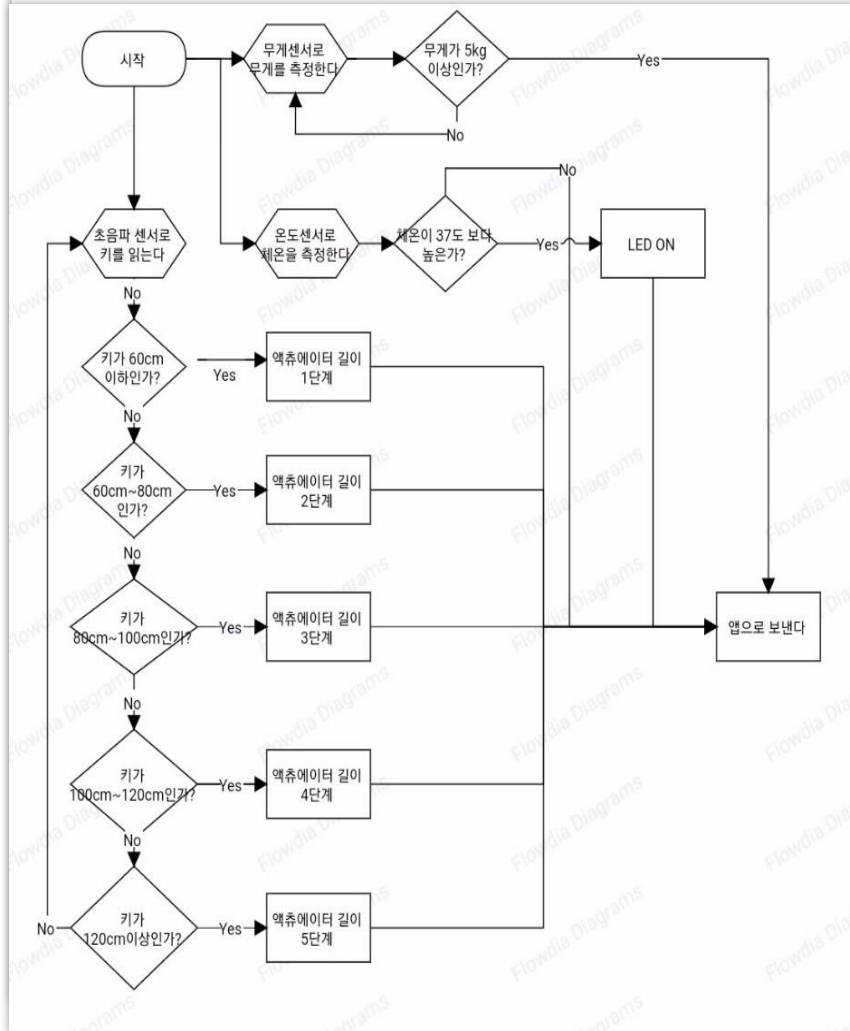 시작
무게센서로
무게를 측정한다
무게가 5kg
이상인가?
Yes
No
초음파 센서로
키를 읽는다
온도센서로
체온을 측정한다
체온이 37도 보다
높은가?
No
Yes
LED ON
No
키가 60cm
이하인가?
Yes
액츄에이터 길이
1단계
No
키가
60cm~80cm
인가?
Yes
액츄에이터 길이
2단계
No
키가
80cm~100cm인가?
Yes
액츄에이터 길이
3단계
앱으로 보낸다
No
키가
100cm~120cm인가?
Yes
액츄에이터 길이
4단계
No
키가
120cm이상인가?
No
Yes
액츄에이터 길이
5단계
Flowdia Diagrams